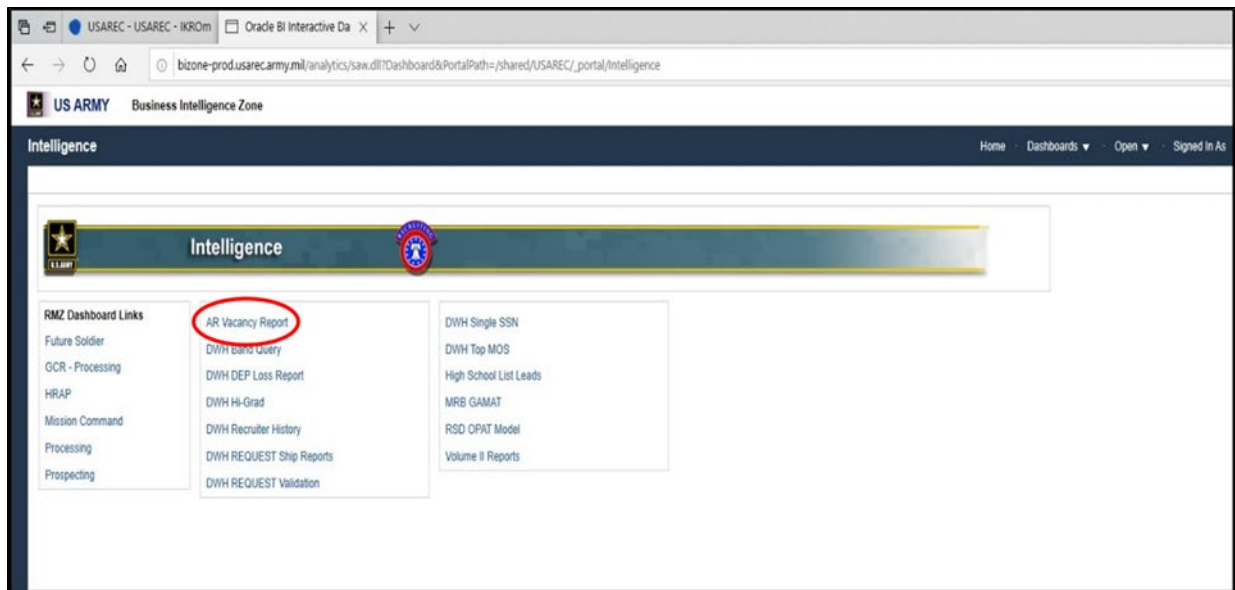 USAREC - USAREC - IKROm
Oracle BI Interactive Da
bizone-prod.usarec.army.mil/analytics/saw.dll?Dashboard&PortalPath=/shared/USAREC/_portal/Intelligence
US ARMY Business Intelligence Zone
Intelligence Home Dashboards Open Signed In As
U.S.ARMY
Intelligence
RECRUITING
RMZ Dashboard Links
Future Soldier
GCR - Processing
HRAP
Mission Command
Processing
Prospecting
AR Vacancy Report
DWH Band Query
DWH DEP Loss Report
DWH Hi-Grad
DWH Recruiter History
DWH REQUEST Ship Reports
DWH REQUEST Validation
DWH Single SSN
DWH Top MOS
High School List Leads
MRB GAMAT
RSD OPAT Model
Volume II Reports